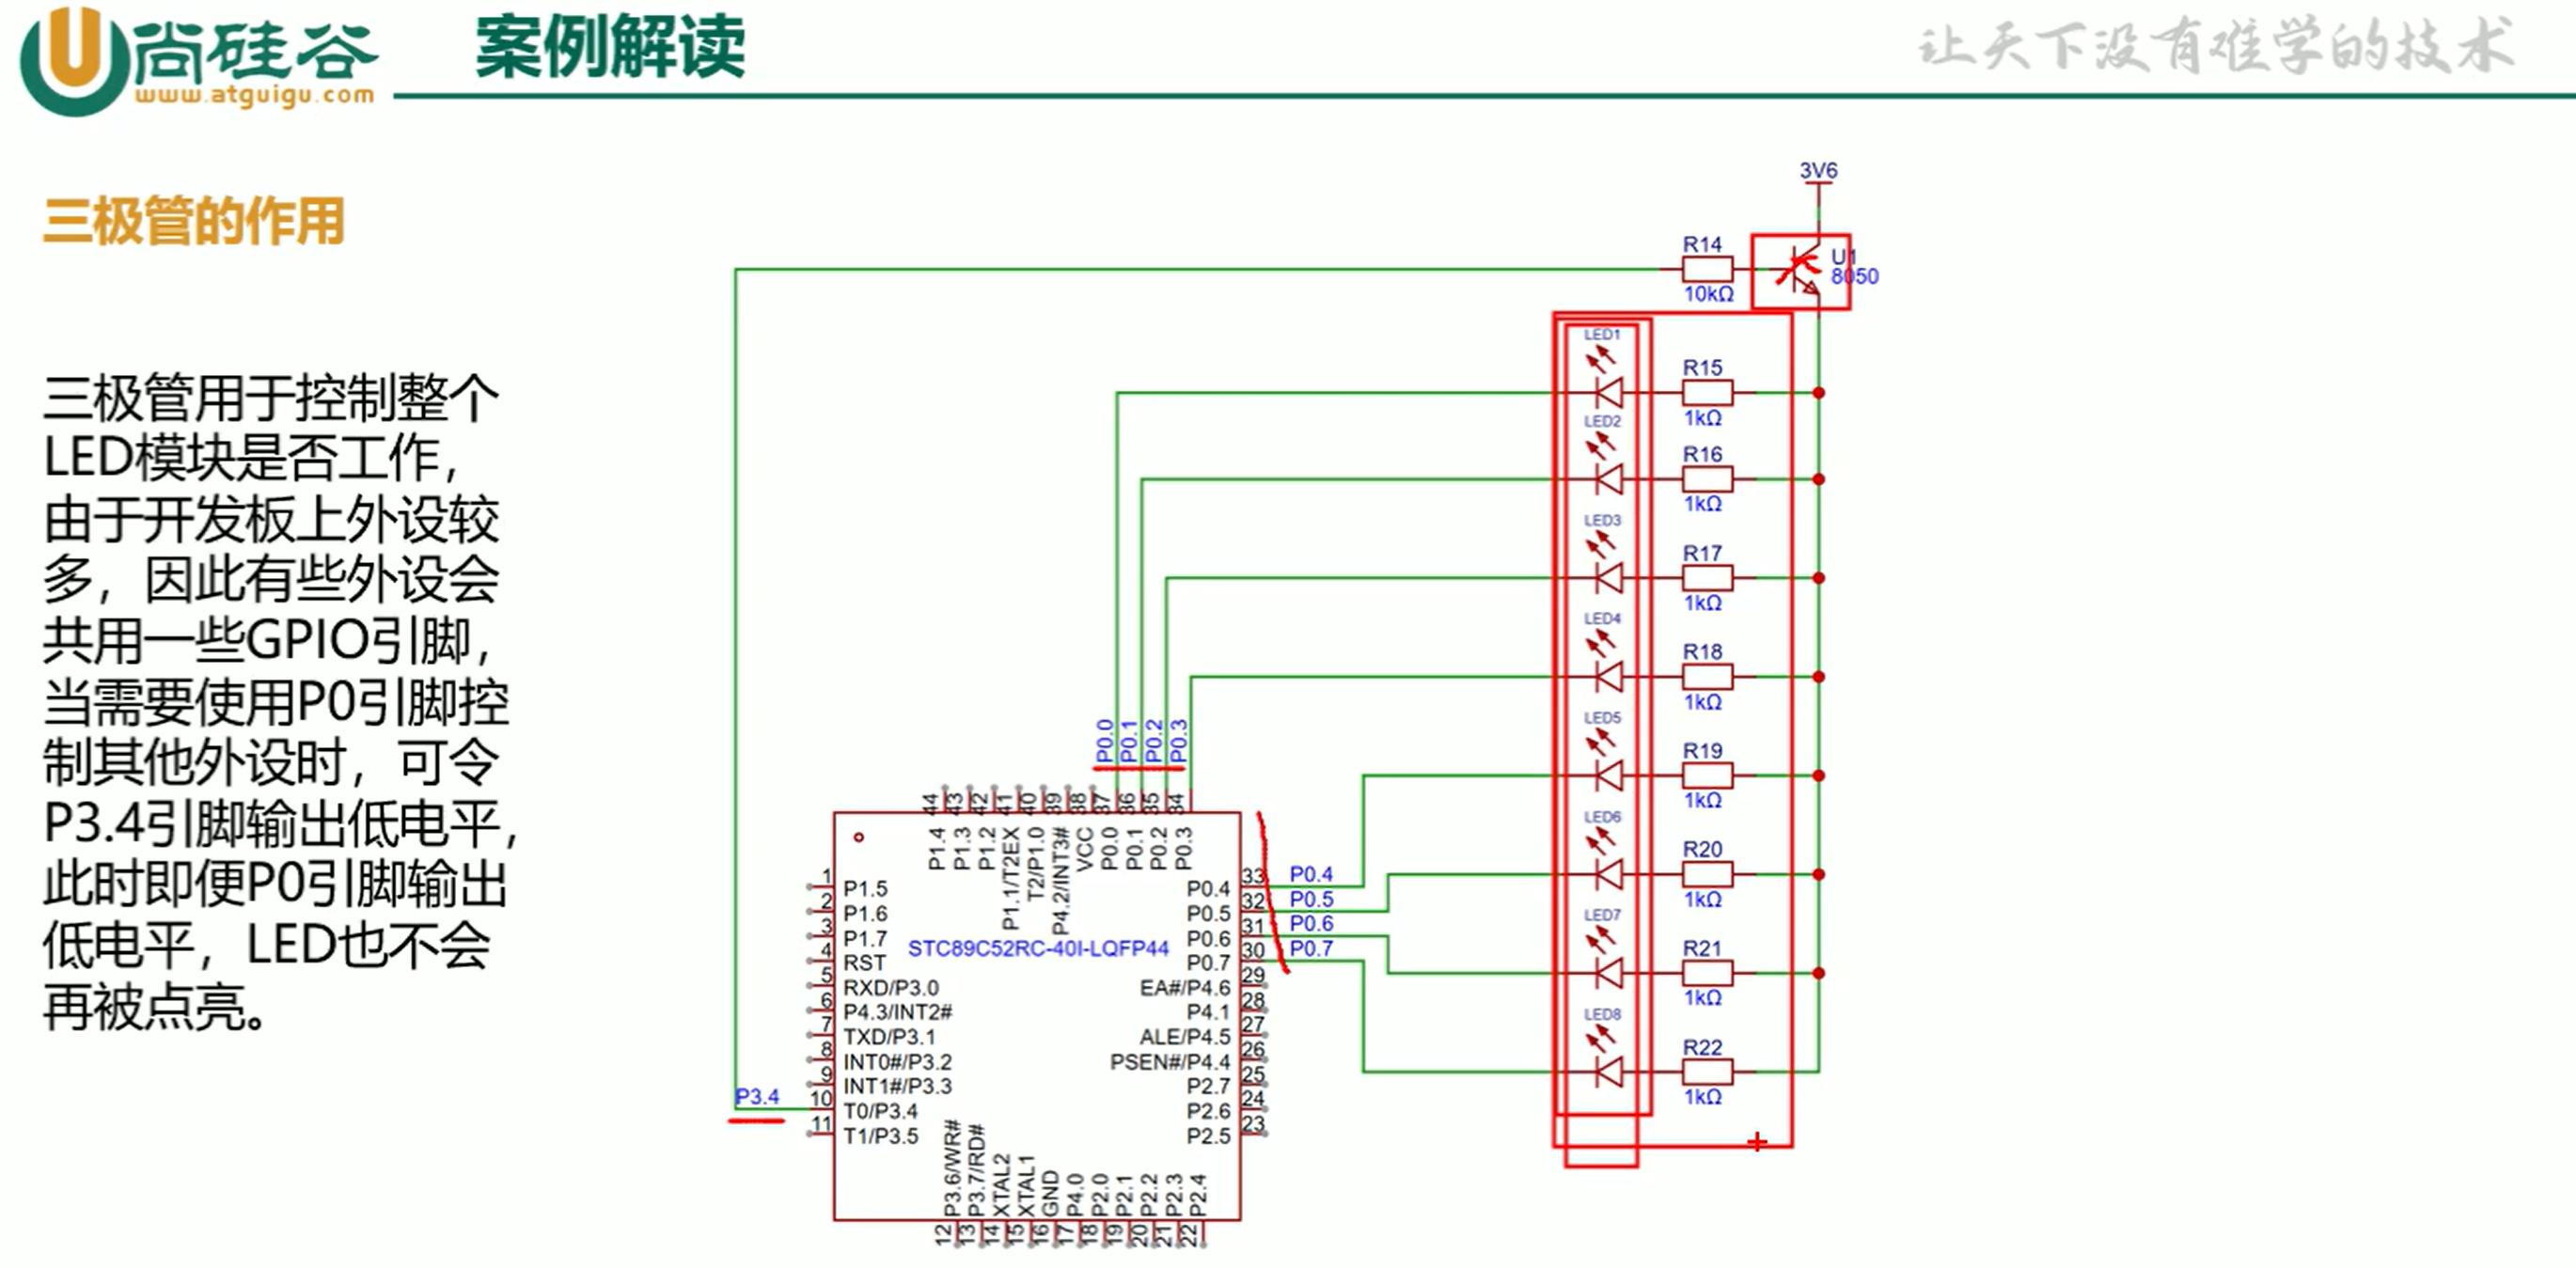 尚硅谷
www.atguigu.com
案例解读
让天下没有难学的技术
三极管的作用
三极管用于控制整个
LED模块是否工作，
由于开发板上外设较
多，因此有些外设会
共用一些GPIO引脚，
当需要使用P0引脚控
制其他外设时，可令
P3.4引脚输出低电平，
此时即便P0引脚输出
低电平，LED也不会
再被点亮。
3V6
R14
10kΩ
U1
8050
LED1
R15
1kΩ
LED2
R16
1kΩ
LED3
R17
1kΩ
LED4
R18
1kΩ
LED5
R19
1kΩ
LED6
R20
1kΩ
LED7
R21
1kΩ
LED8
R22
1kΩ
P0.0
P0.1
P0.2
P0.3
44
43
42
41
40
39
38
37
36
35
34
P1.4
P1.3
P1.2
P1.1/T2EX
T2/P1.0
P4.2/INT3#
VCC
P0.0
P0.1
P0.2
P0.3
1 P1.5
2 P1.6
3 P1.7
4 RST
5 RXD/P3.0
6 P4.3/INT2#
7 TXD/P3.1
8 INT0#/P3.2
9 INT1#/P3.3
P3.4
10 T0/P3.4
11 T1/P3.5
STC89C52RC-40I-LQFP44
P0.4 33 P0.4
P0.5 32 P0.5
P0.6 31 P0.6
P0.7 30 P0.7
EA#/P4.6 29
P4.1 28
ALE/P4.5 27
PSEN#/P4.4 26
P2.7 25
P2.6 24
P2.5 23
P3.6/WR#
P3.7/RD#
XTAL2
XTAL1
GND
P4.0
P2.0
P2.1
P2.2
P2.3
P2.4
12
13
14
15
16
17
18
19
20
21
22